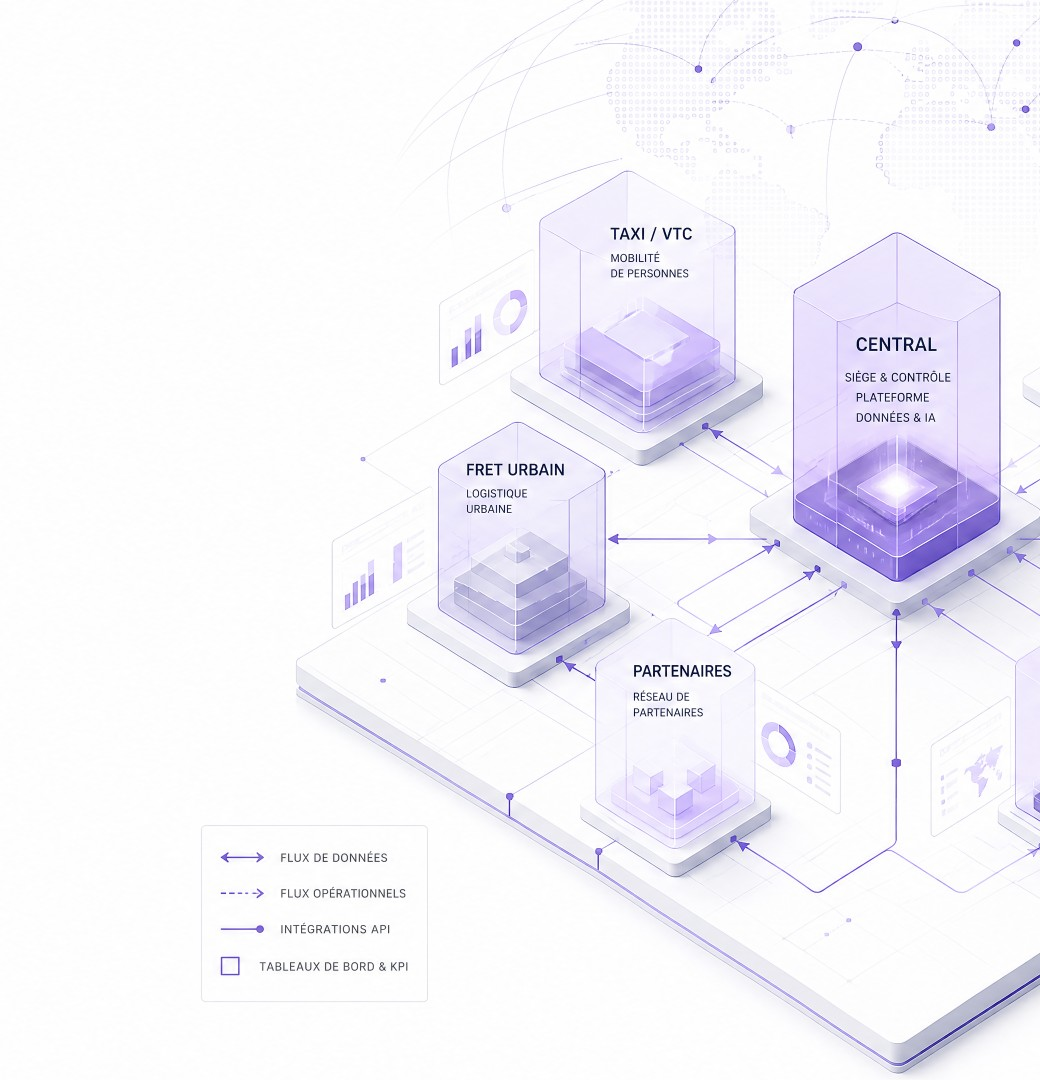 TAXI / VTC
MOBILITÉ
DE PERSONNES
CENTRAL
SIÉGE & CONTRÔLE
PLATEFORME
DONNÉES & IA
FRET URBAIN
LOGISTIQUE
URBAINE
PARTENAIRES
RÉSEAU DE
PARTENAIRES
FLUX DE DONNÉES
FLUX OPÉRATIONNELS
INTÉGRATIONS API
TABLEAUX DE BORD & KPI